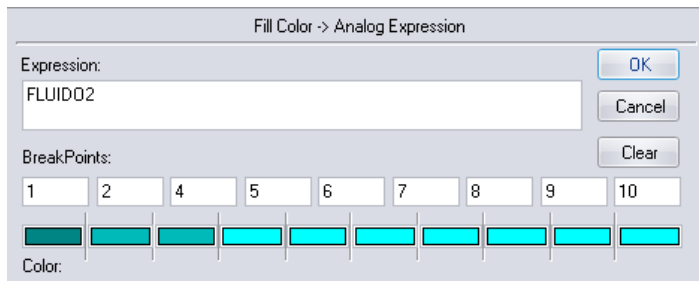 Fill Color -> Analog Expression
Expression:
OK
FLUIDO2
Cancel
BreakPoints:
Clear
1 2 4 5 6 7 8 9 10
Color: